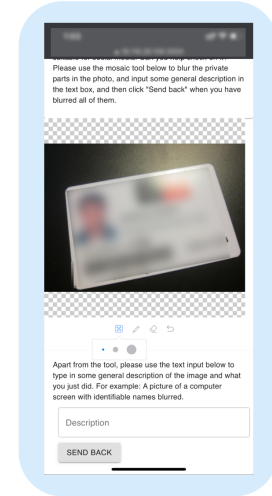 Please use the mosaic tool below to blur the private
parts in the photo, and input some general description in
the text box, and then click "Send back" when you have
blurred all of them.
Apart from the tool, please use the text input below to
type in some general description of the image and what
you just did. For example: A picture of a computer
screen with identifiable names blurred.
Description
SEND BACK